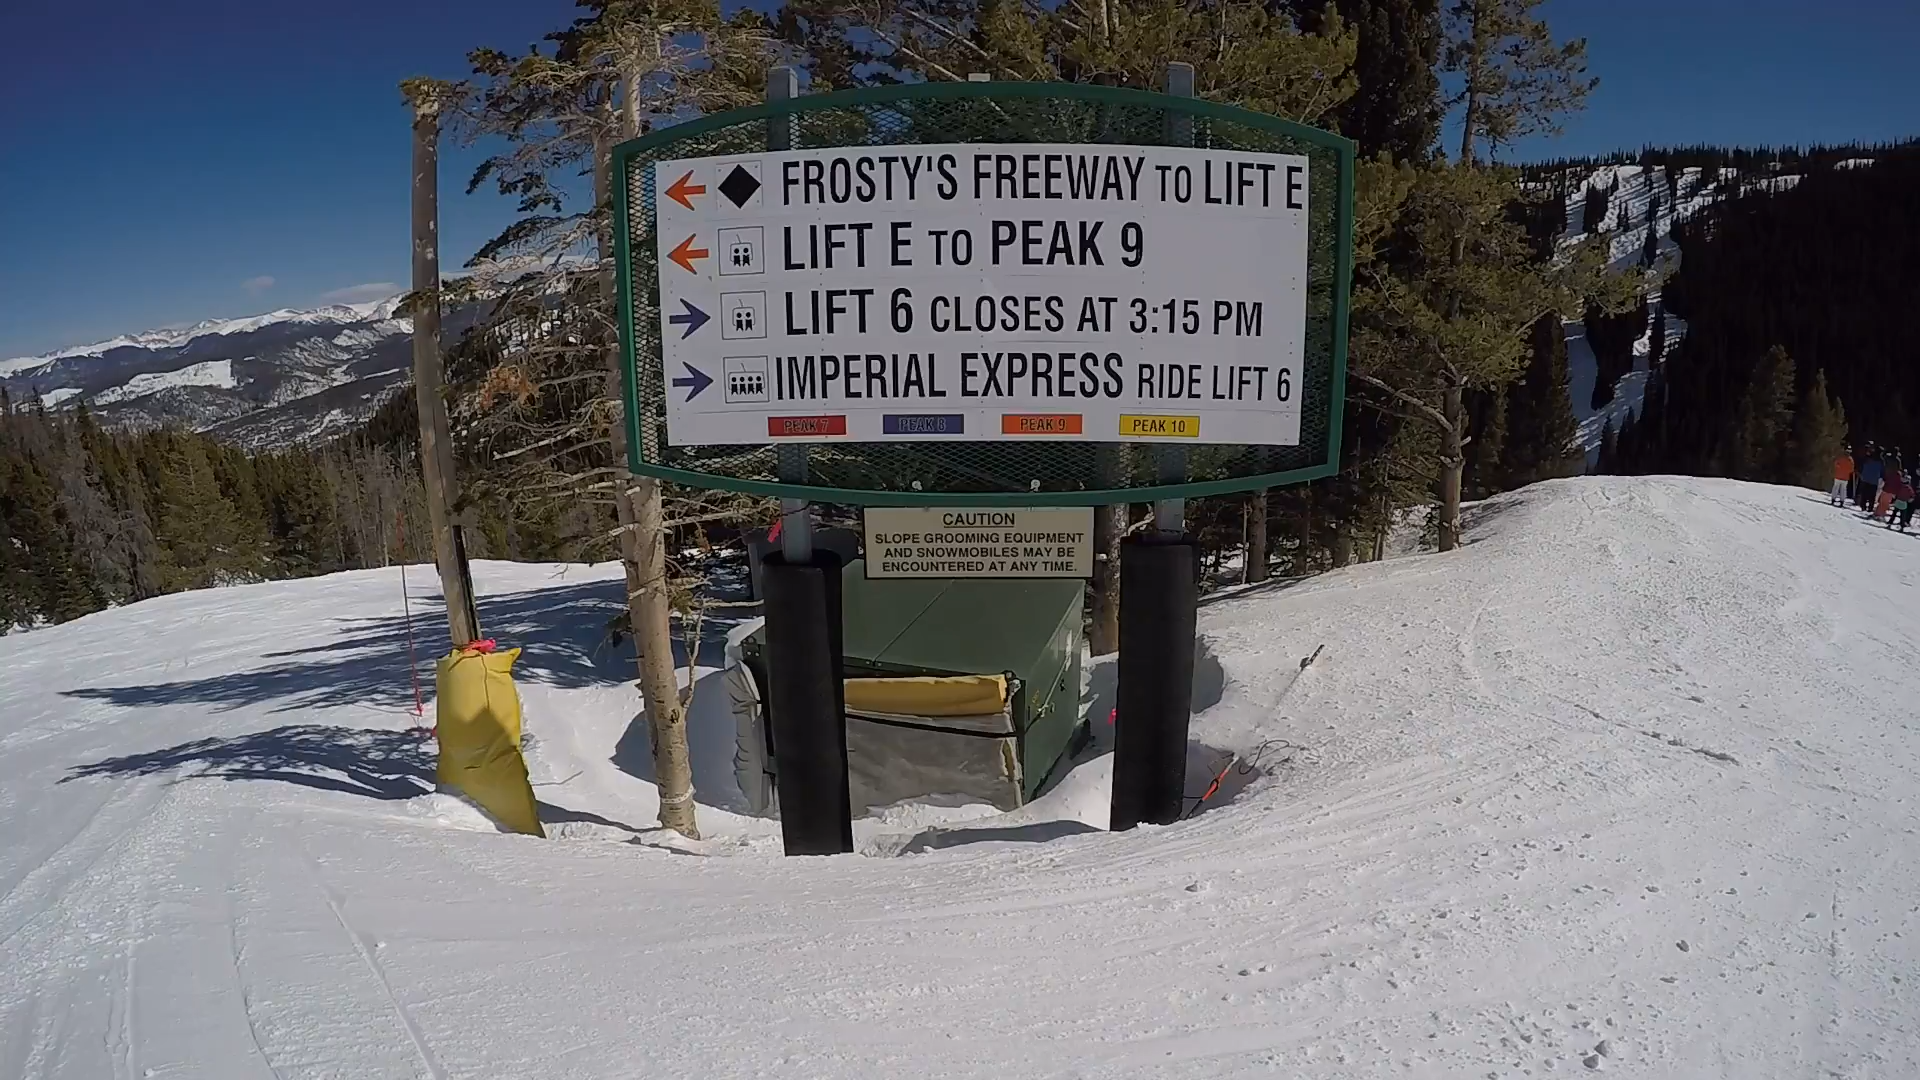 FROSTY'S FREEWAY TO LIFT E
LIFT E TO PEAK 9
LIFT 6 CLOSES AT 3:15 PM
IMPERIAL EXPRESS RIDE LIFT 6
PEAK 7 PEAK 8 PEAK 9 PEAK 10
CAUTION
SLOPE GROOMING EQUIPMENT
AND SNOWMOBILES MAY BE
ENCOUNTERED AT ANY TIME.